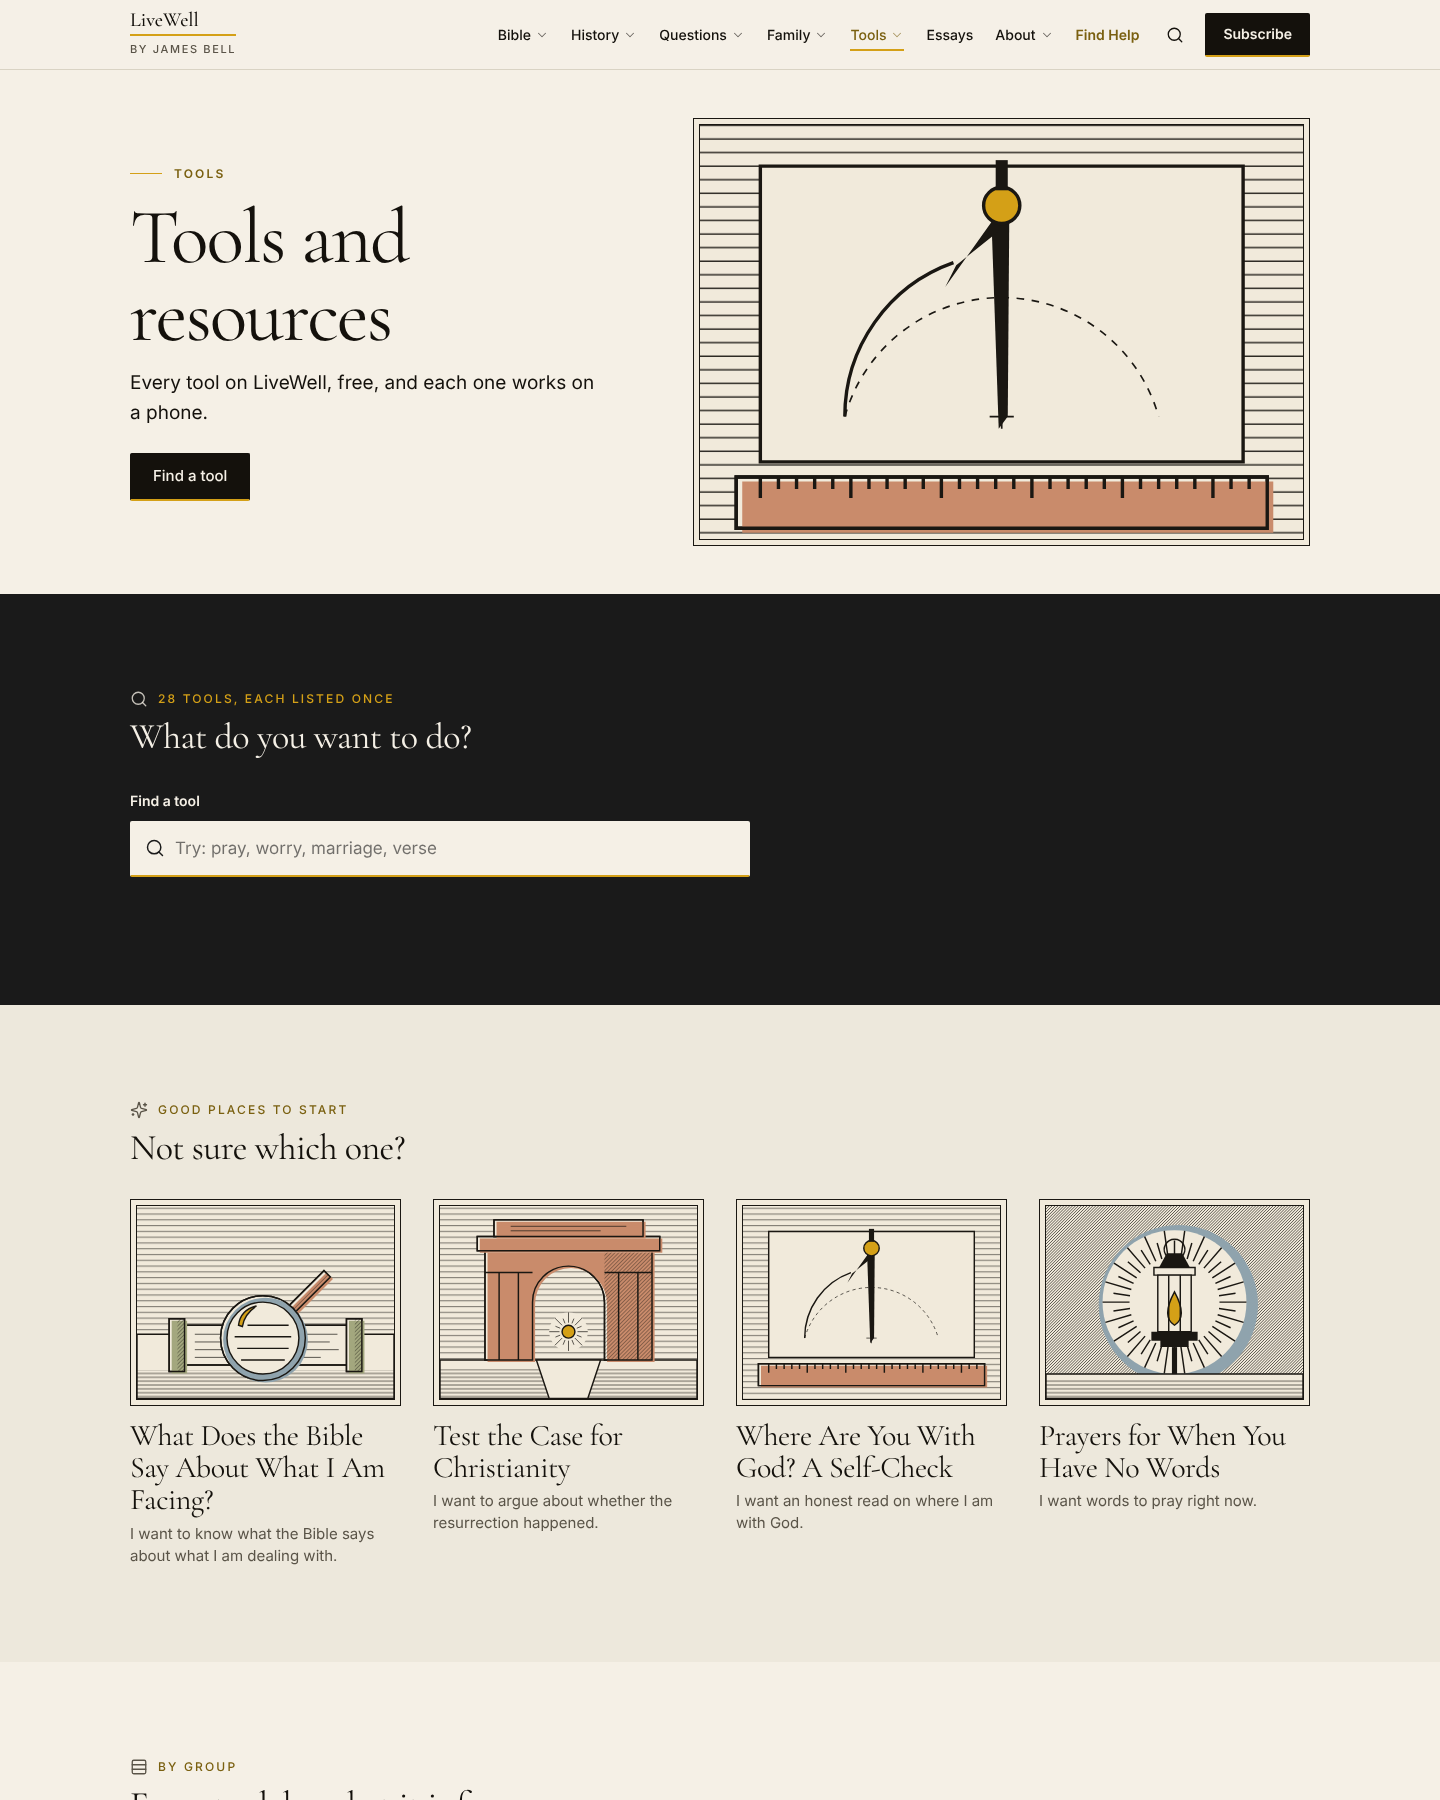 LiveWell
BY JAMES BELL
Bible
History
Questions
Family
Tools
Essays
About
Find Help
Subscribe
TOOLS
Tools and
resources
Every tool on LiveWell, free, and each one works on
a phone.
Find a tool
28 TOOLS, EACH LISTED ONCE
What do you want to do?
Find a tool
Try: pray, worry, marriage, verse
GOOD PLACES TO START
Not sure which one?
What Does the Bible
Say About What I Am
Facing?
I want to know what the Bible says
about what I am dealing with.
Test the Case for
Christianity
I want to argue about whether the
resurrection happened.
Where Are You With
God? A Self-Check
I want an honest read on where I am
with God.
Prayers for When You
Have No Words
I want words to pray right now.
BY GROUP